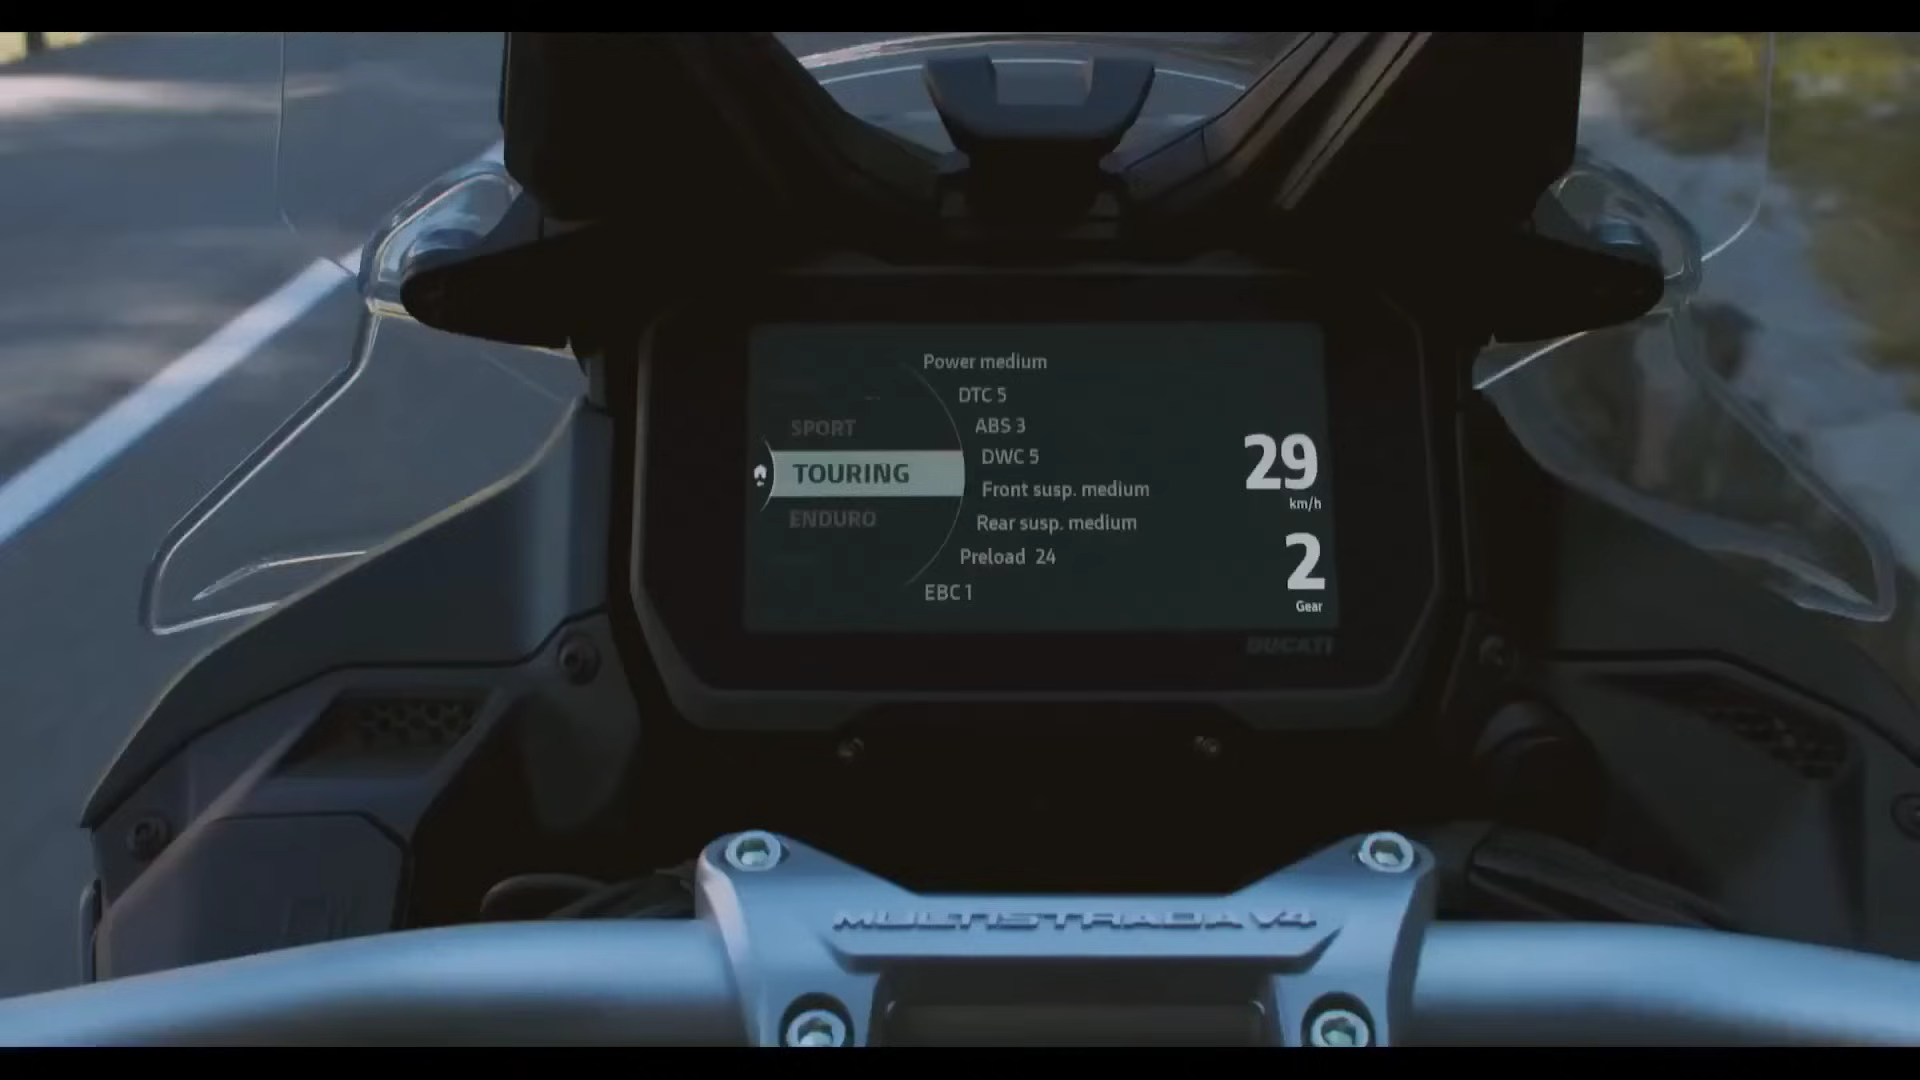 Power medium
DTC 5
SPORT
ABS 3
DWC 5
TOURING
Front susp. medium
ENDURO
Rear susp. medium
Preload 24
EBC 1
29
km/h
2
Gear
DUCATI
MULTISTRADA V4